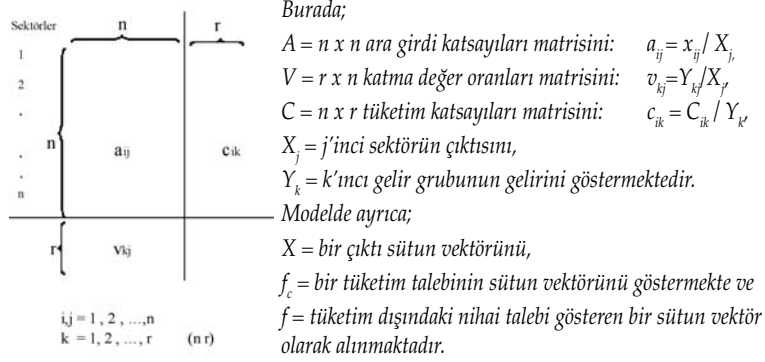 Sektörler n r
1
2
.
.
.
n
n
aij
cik
r
vkj
i,j = 1 , 2 , ...,n
k = 1, 2 , ..., r (n r)
Burada;
A = n x n ara girdi katsayıları matrisini: aij= xij/ Xj,
V = r x n katma değer oranları matrisini: vkj=Ykj/Xj,
C = n x r tüketim katsayıları matrisini: cik = Cik / Yk,
Xj = j’inci sektörün çıktısını,
Yk = k’ıncı gelir grubunun gelirini göstermektedir.
Modelde ayrıca;
X = bir çıktı sütun vektörünü,
fc = bir tüketim talebinin sütun vektörünü göstermekte ve
f = tüketim dışındaki nihai talebi gösteren bir sütun vektör
olarak alınmaktadır.